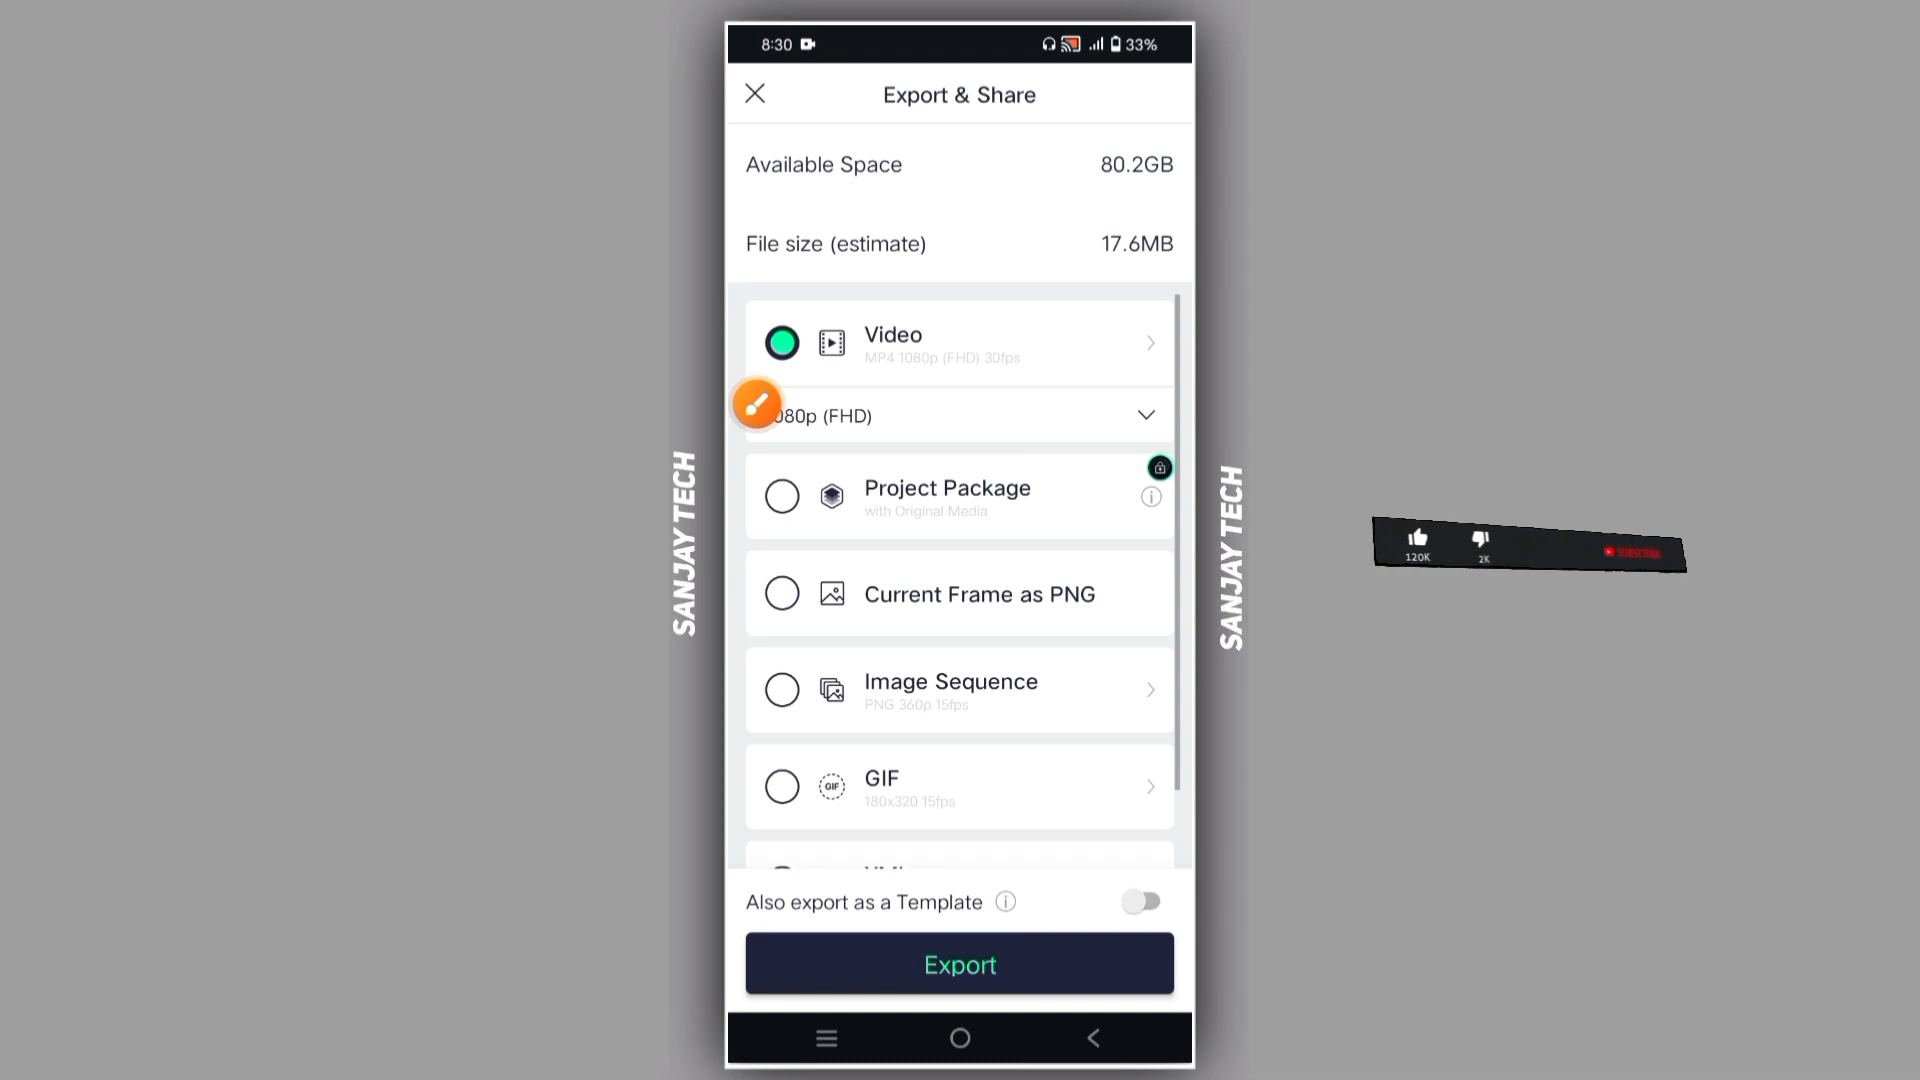 8:30
33%
Export & Share
Available Space
80.2GB
File size (estimate)
17.6MB
Video
MP4 1080p (FHD) 30fps
080p (FHD)
Project Package
with Original Media
Current Frame as PNG
Image Sequence
PNG 360p 15fps
GIF
GIF
180x320 15fps
Also export as a Template
Export
SANJAY TECH
SANJAY TECH
120K
2K
SUBSCRIBE